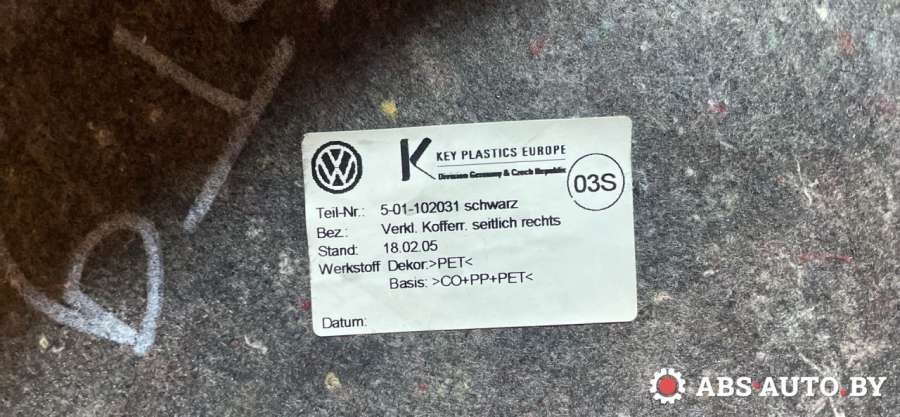 VW
K KEY PLASTICS EUROPE
Division Germany & Czech Republic
03S
Teil-Nr.: 5-01-102031 schwarz
Bez.: Verkl. Kofferr. seitlich rechts
Stand: 18.02.05
Werkstoff Dekor:>PET<
Basis: >CO+PP+PET<
Datum:
ABS-AUTO.BY